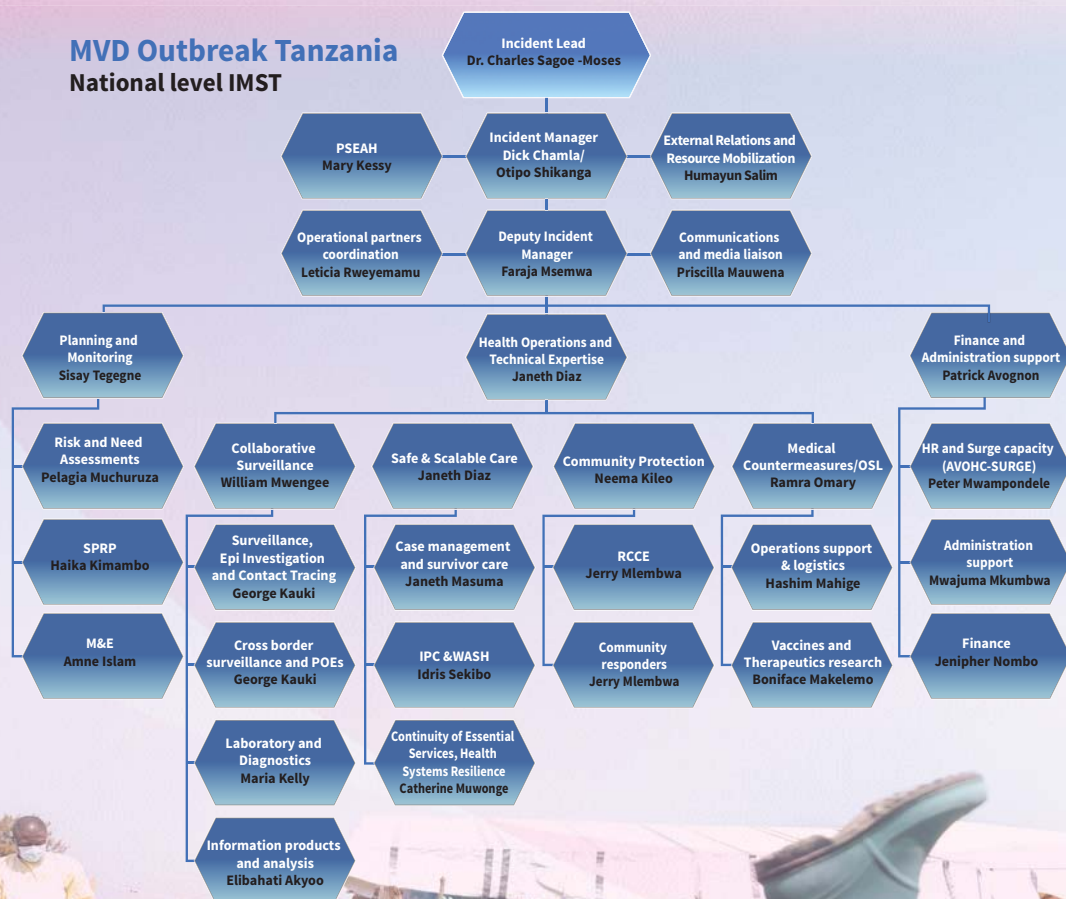 MVD Outbreak Tanzania
National level IMST
Incident Lead
Dr. Charles Sagoe -Moses
PSEAH
Mary Kessy
Incident Manager
Dick Chamla/
Otipo Shikanga
External Relations and
Resource Mobilization
Humayun Salim
Operational partners
coordination
Leticia Rweyemamu
Deputy Incident
Manager
Faraja Msemwa
Communications
and media liaison
Priscilla Mauwena
Planning and
Monitoring
Sisay Tegegne
Health Operations and
Technical Expertise
Janeth Diaz
Finance and
Administration support
Patrick Avognon
Risk and Need
Assessments
Pelagia Muchuruza
Collaborative
Surveillance
William Mwengee
Safe & Scalable Care
Janeth Diaz
Community Protection
Neema Kileo
Medical
Countermeasures/OSL
Ramra Omary
HR and Surge capacity
(AVOHC-SURGE)
Peter Mwampondele
SPRP
Haika Kimambo
Surveillance,
Epi Investigation
and Contact Tracing
George Kauki
Case management
and survivor care
Janeth Masuma
RCCE
Jerry Mlembwa
Operations support
& logistics
Hashim Mahige
Administration
support
Mwajuma Mkumbwa
M&E
Amne Islam
Cross border
surveillance and POEs
George Kauki
IPC &WASH
Idris Sekibo
Community
responders
Jerry Mlembwa
Vaccines and
Therapeutics research
Boniface Makelemo
Finance
Jenipher Nombo
Laboratory and
Diagnostics
Maria Kelly
Continuity of Essential
Services, Health
Systems Resilience
Catherine Muwonge
Information products
and analysis
Elibahati Akyoo